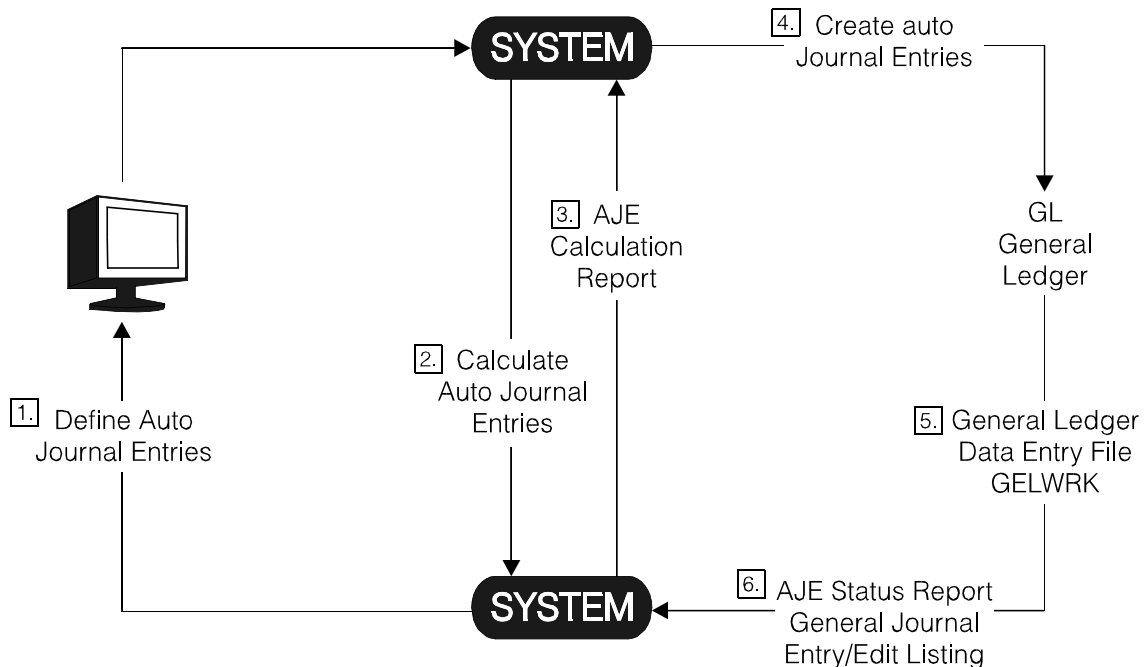 SYSTEM
4. Create auto
Journal Entries
3. AJE
Calculation
Report
GL
General
Ledger
2. Calculate
Auto Journal
Entries
1. Define Auto
Journal Entries
5. General Ledger
Data Entry File
GELWRK
SYSTEM
6. AJE Status Report
General Journal
Entry/Edit Listing